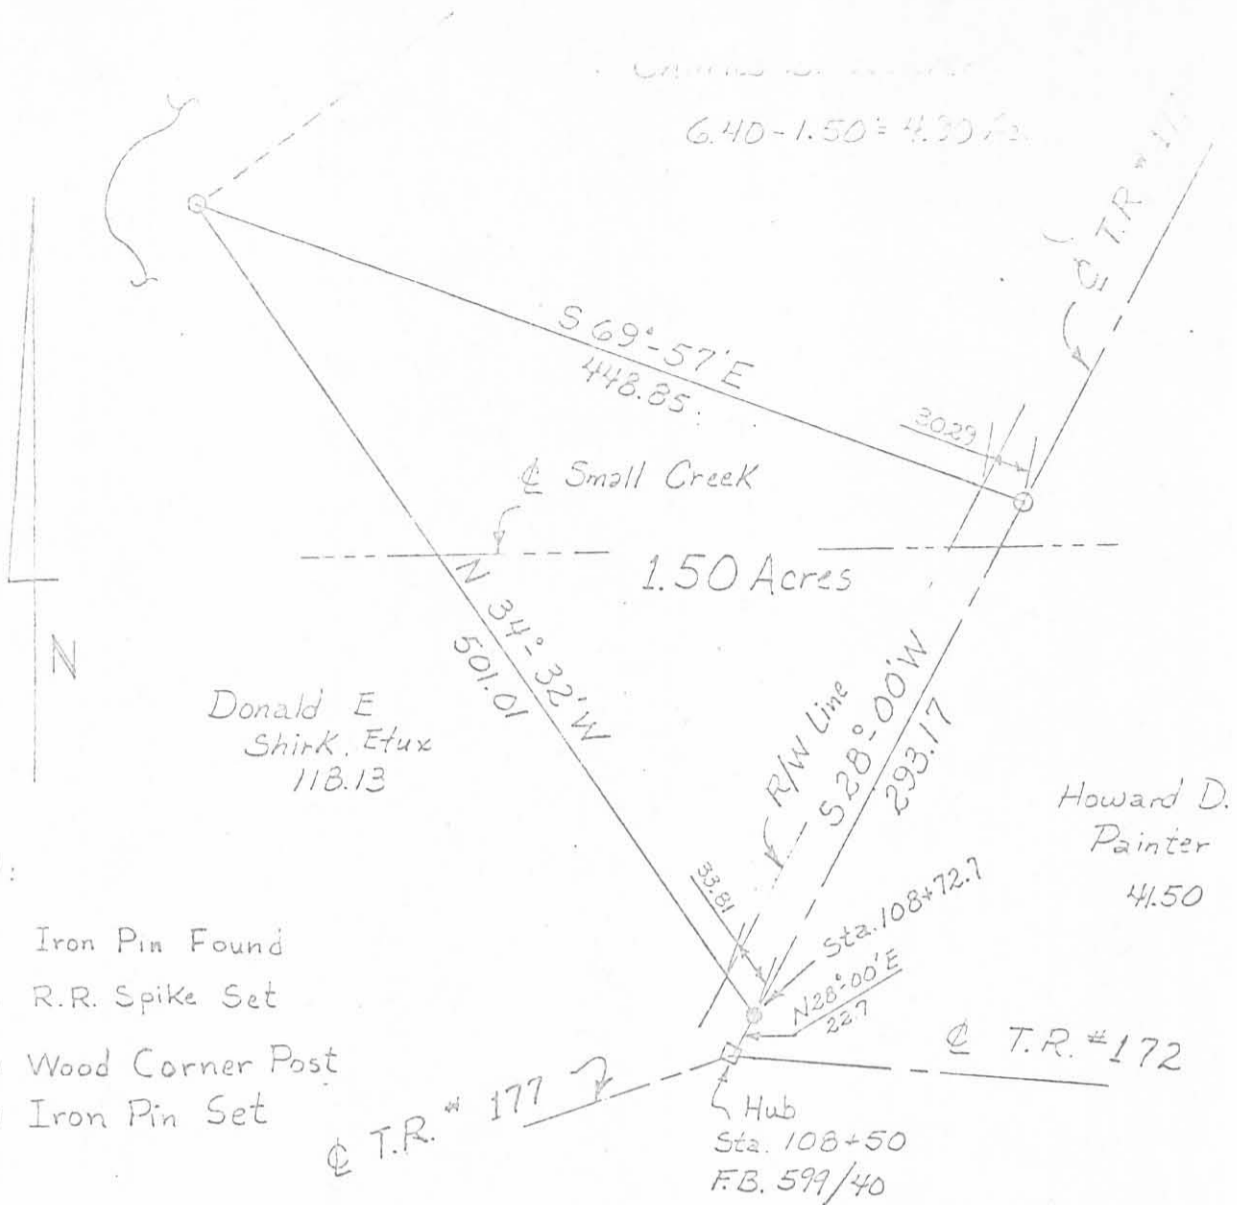 6.40-1.50=4.90 Ac.
℄ T.R. #
S 69°-57'E
448.85
30.29
℄ Small Creek
1.50 Acres
N 34°-32'W
501.01
N
Donald E
Shirk, Etux
118.13
R/W Line
S 28°-00'W
293.17
Howard D.
Painter
41.50
33.81
Sta. 108+72.7
N28°-00'E
22.7
:
Iron Pin Found
R.R. Spike Set
Wood Corner Post
Iron Pin Set
℄ T.R. # 177
℄ T.R. #172
Hub
Sta. 108+50
F.B. 599/40